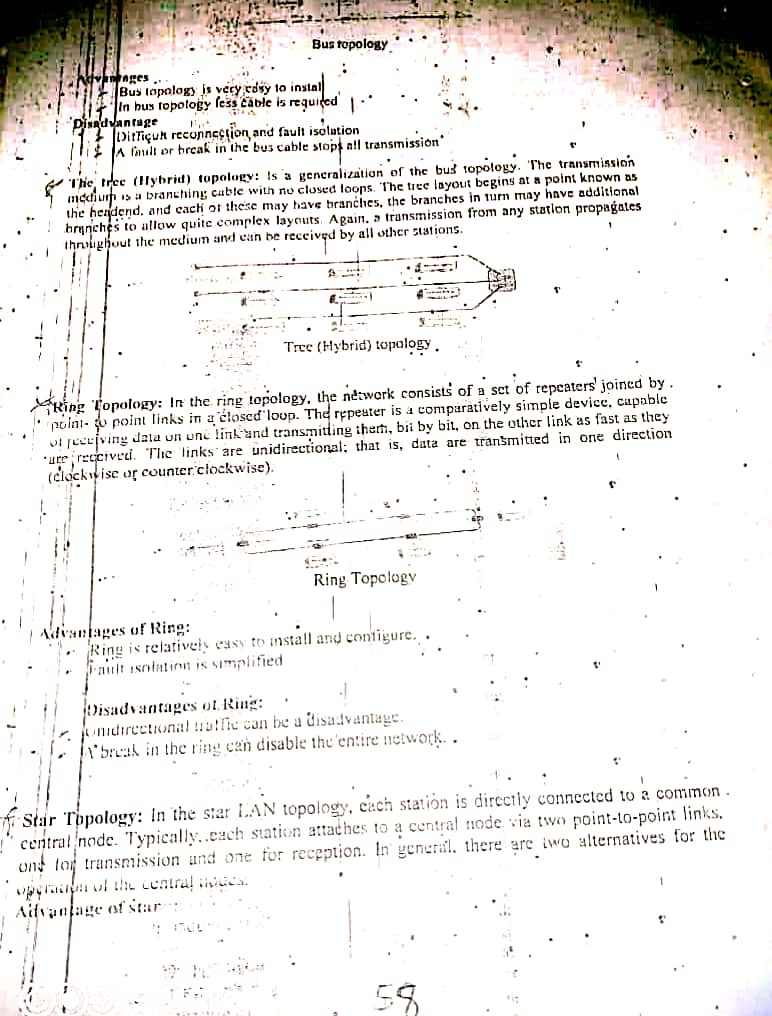 Bus topology
Advantages
Bus topology is very easy to install
In bus topology less cable is required
Disadvantage
Difficult reconnection and fault isolation
A fault or break in the bus cable stops all transmission
The tree (Hybrid) topology: Is a generalization of the bus topology. The transmission
medium is a branching cable with no closed loops. The tree layout begins at a point known as
the headend, and each of these may have branches, the branches in turn may have additional
branches to allow quite complex layouts. Again, a transmission from any station propagates
throughout the medium and can be received by all other stations.
Tree (Hybrid) topology
Ring Topology: In the ring topology, the network consists of a set of repeaters joined by
point- to point links in a closed loop. The repeater is a comparatively simple device, capable
of receiving data on one link and transmitting them, bit by bit, on the other link as fast as they
are received. The links are unidirectional; that is, data are transmitted in one direction
(clockwise or counter clockwise).
Ring Topology
Advantages of Ring:
Ring is relatively easy to install and configure.
Fault isolation is simplified
Disadvantages of Ring:
Unidirectional traffic can be a disadvantage.
A break in the ring can disable the entire network.
Star Topology: In the star LAN topology, each station is directly connected to a common
central node. Typically, each station attaches to a central node via two point-to-point links,
one for transmission and one for reception. In general, there are two alternatives for the
operation of the central nodes.
Advantage of Star
58